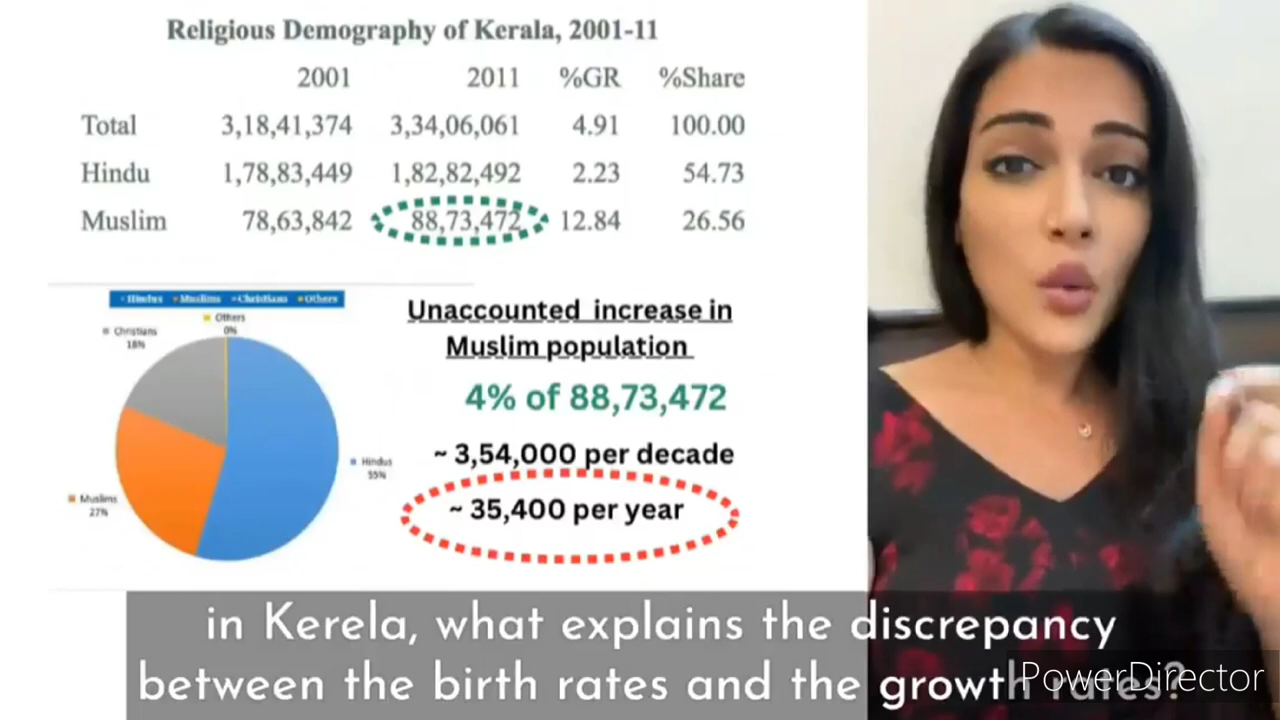 Religious Demography of Kerala, 2001-11
2001 2011 %GR %Share
Total 3,18,41,374 3,34,06,061 4.91 100.00
Hindu 1,78,83,449 1,82,82,492 2.23 54.73
Muslim 78,63,842 88,73,472 12.84 26.56
Hindus Muslims Christians Others
Others
0%
Christians
18%
Hindus
55%
Muslims
27%
Unaccounted increase in
Muslim population
4% of 88,73,472
~ 3,54,000 per decade
~ 35,400 per year
in Kerela, what explains the discrepancy
between the birth rates and the growth rates?
PowerDirector